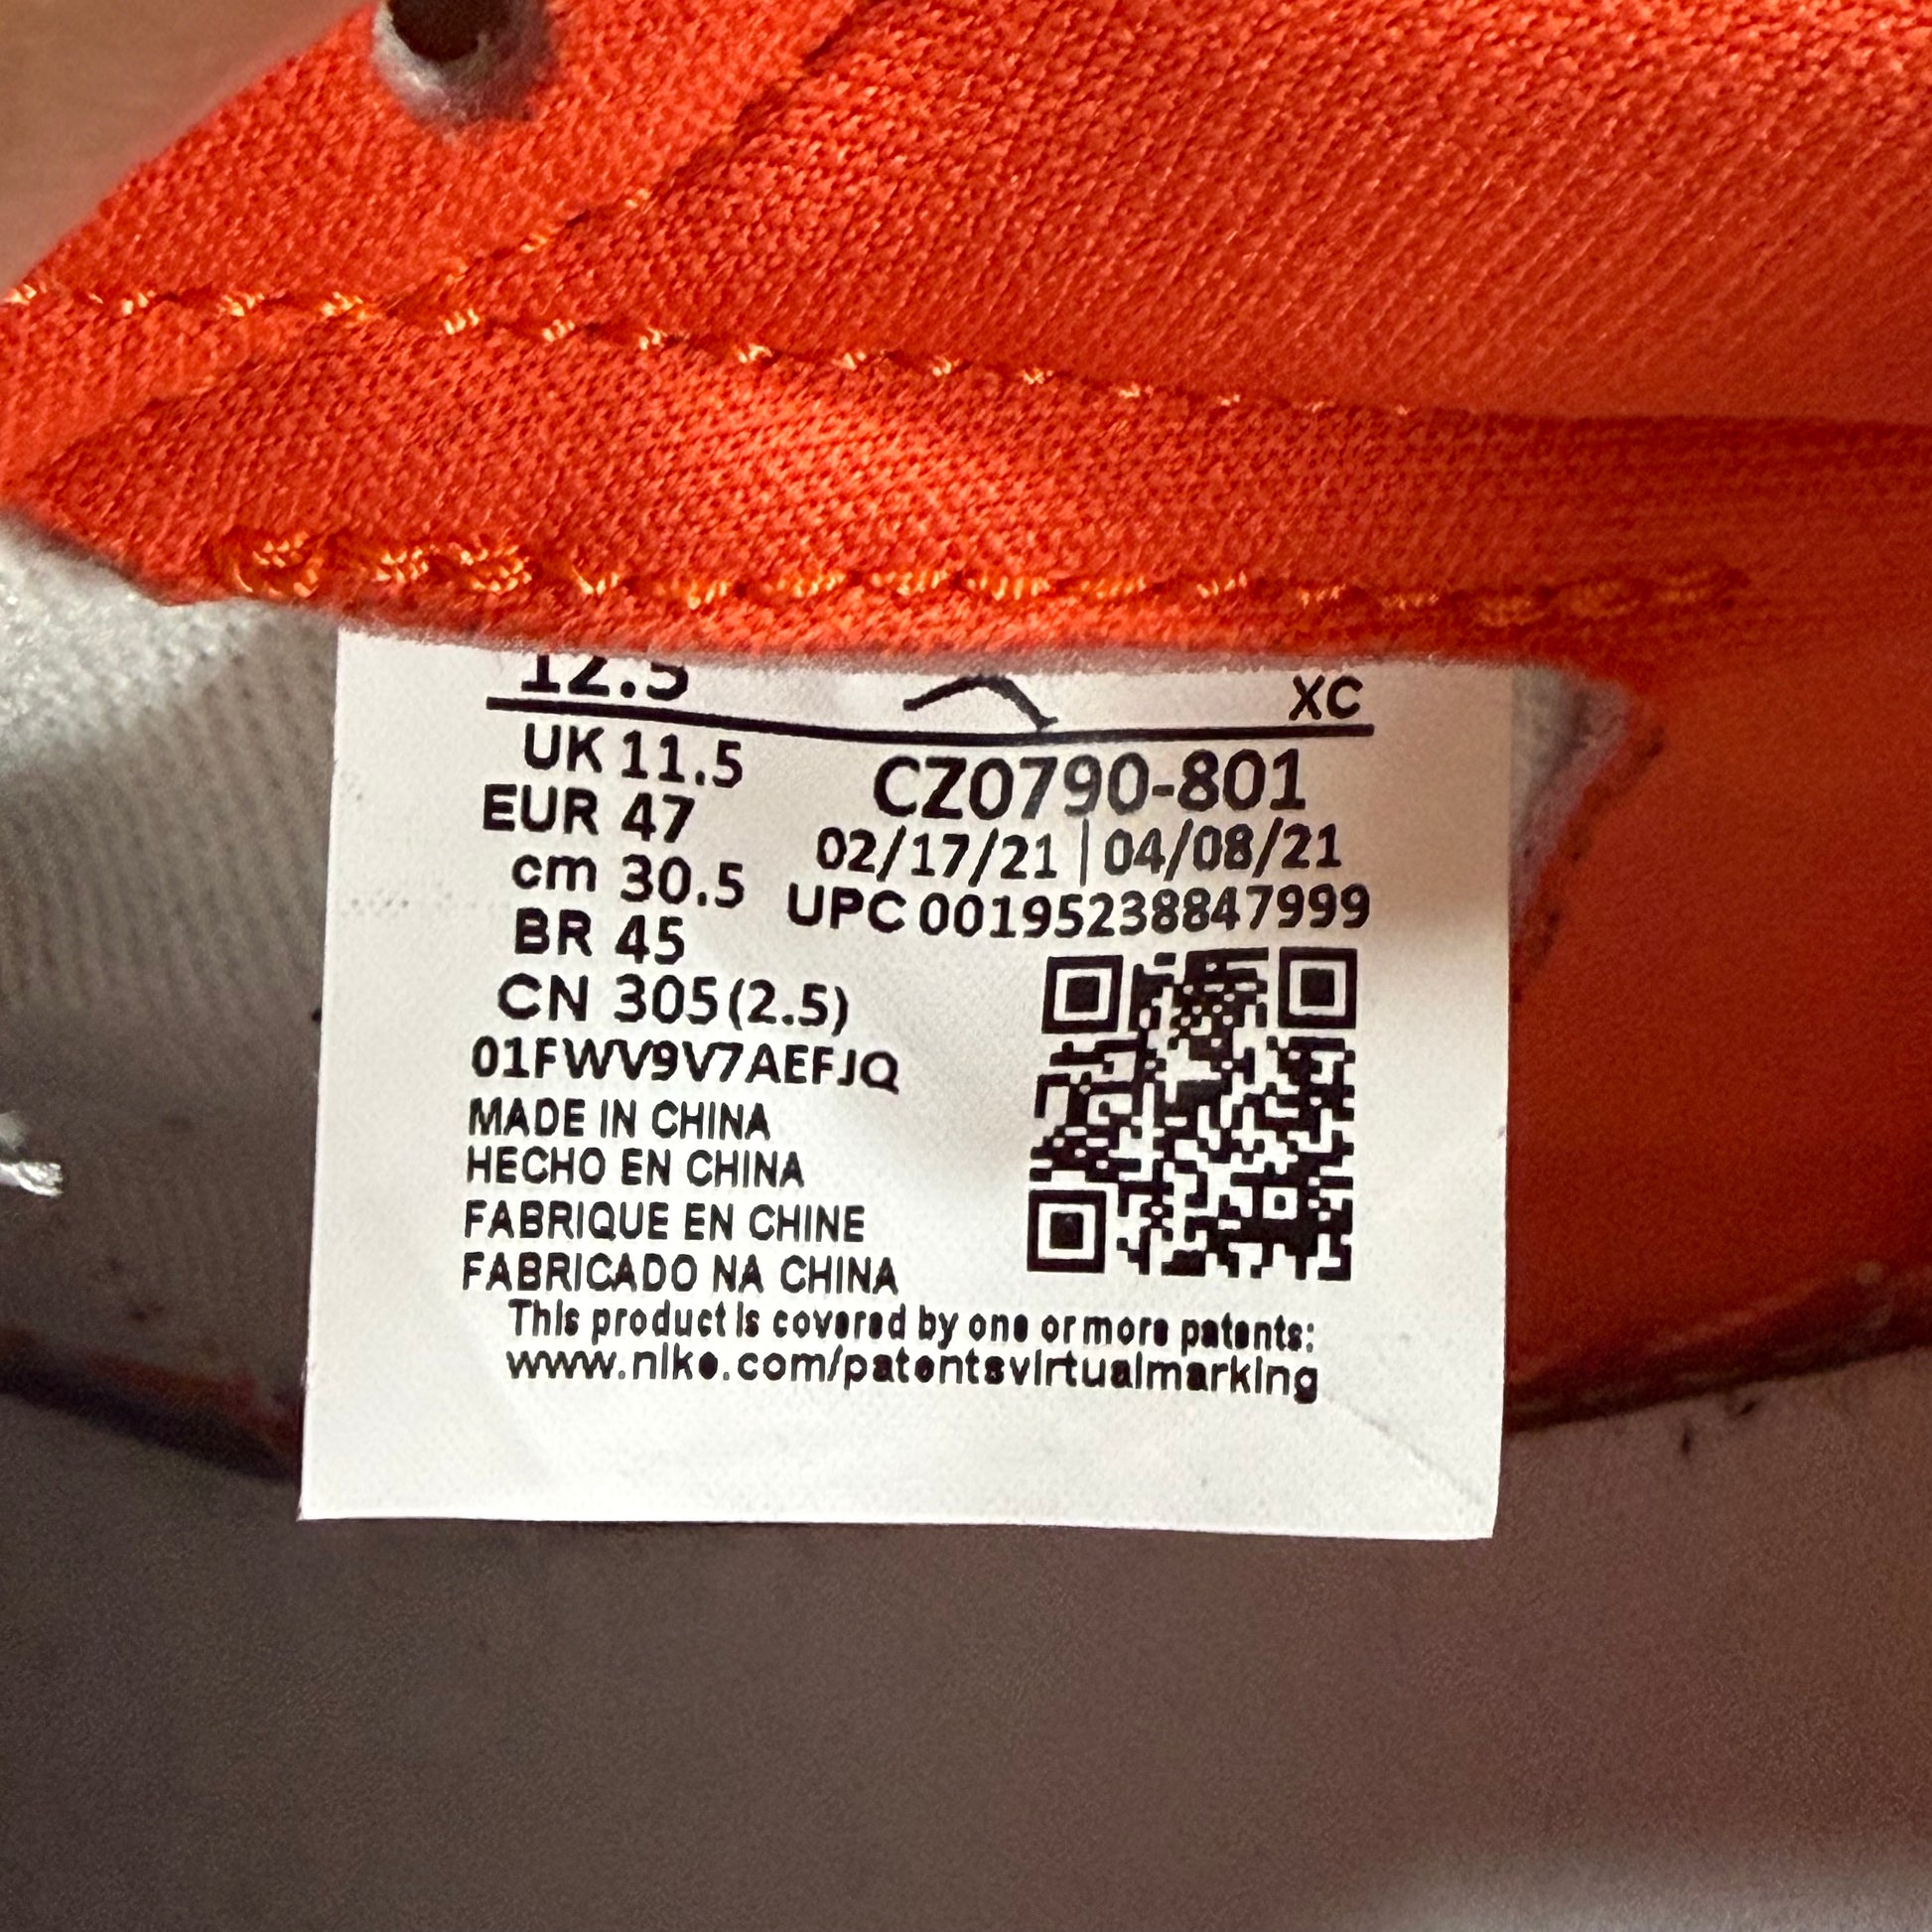 12.5
XC
UK 11.5
EUR 47
cm 30.5
BR 45
CN 305(2.5)
CZ0790-801
02/17/21 | 04/08/21
UPC 00195238847999
01FWV9V7AEFJQ
MADE IN CHINA
HECHO EN CHINA
FABRIQUE EN CHINE
FABRICADO NA CHINA
This product is covered by one or more patents:
www.nike.com/patentsvirtualmarking